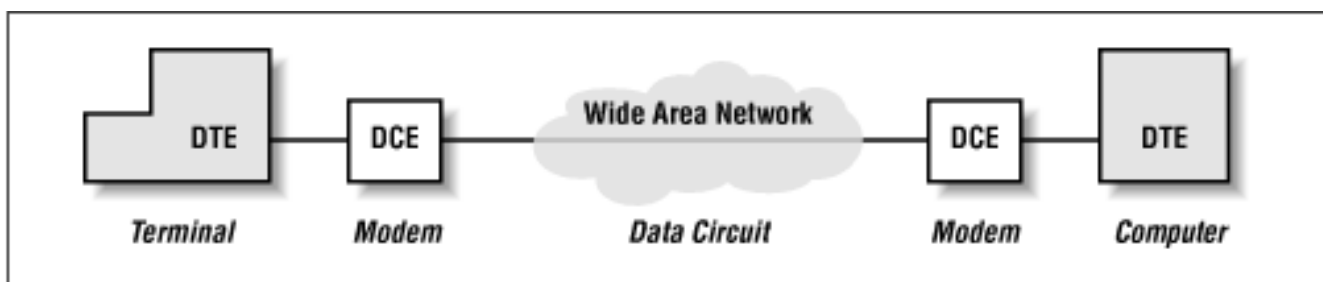 Wide Area Network
DTE
DCE
DCE
DTE
Terminal
Modem
Data Circuit
Modem
Computer